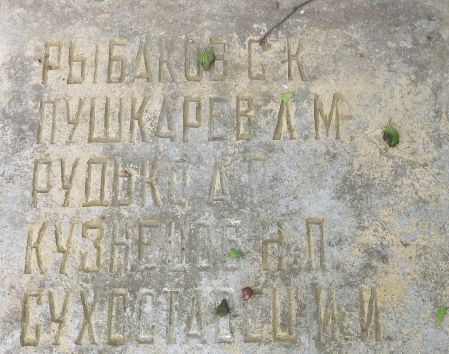 РЫБАКОВ С.К.
ПУШКАРЕВ А.М
РУДЬКО А.Г.
КУЗНЕЦОВ Н.П.
СУХОСТАВЕЦ И.И.